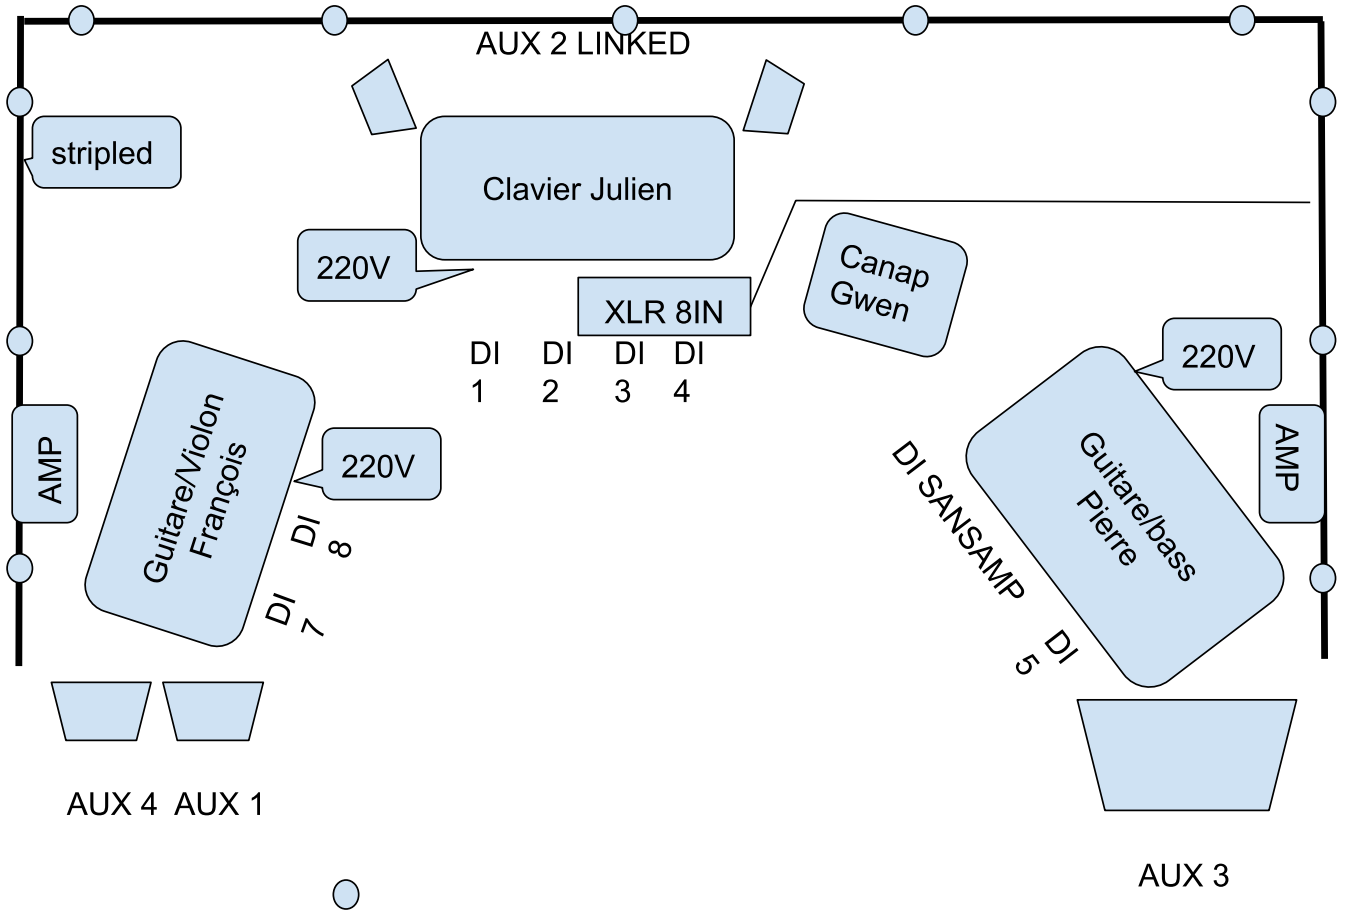 AUX 2 LINKED
stripled
Clavier Julien
220V
Canap
Gwen
XLR 8IN
DI
1
DI
2
DI
3
DI
4
220V
AMP
Guitare/Violon
François
220V
DI
8
DI
7
DI SANSAMP
Guitare/bass
Pierre
AMP
DI
5
AUX 4
AUX 1
AUX 3